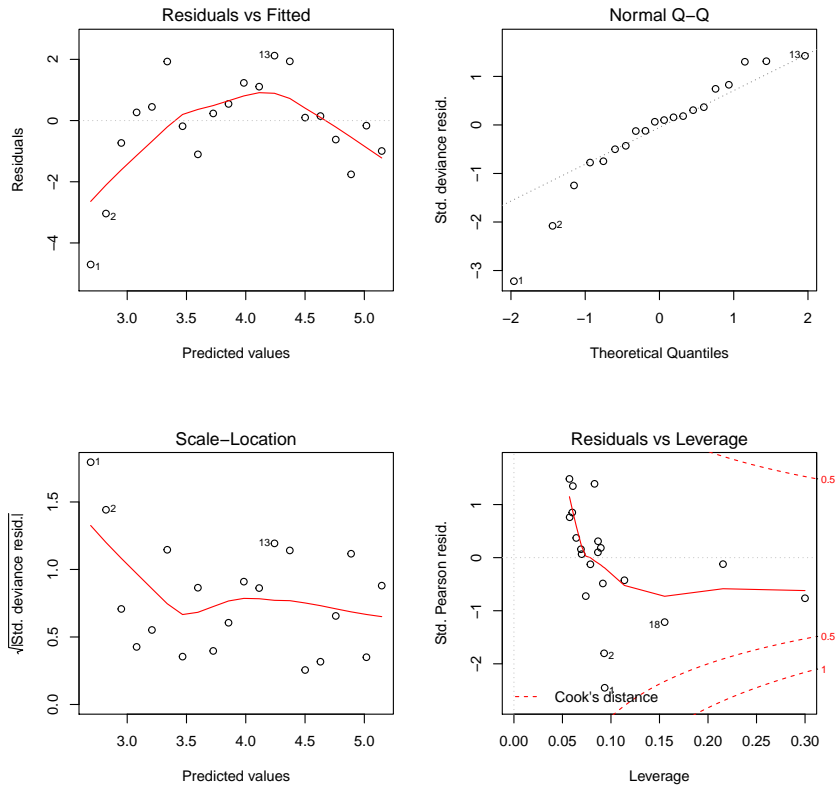 Residuals vs Fitted
Residuals
2
0
−2
−4
13
2
1
3.0 3.5 4.0 4.5 5.0
Predicted values
Normal Q−Q
Std. deviance resid.
1
0
−1
−2
−3
13
2
1
−2 −1 0 1 2
Theoretical Quantiles
Scale−Location
√|Std. deviance resid.|
1.5
1.0
0.5
0.0
1
2
13
3.0 3.5 4.0 4.5 5.0
Predicted values
Residuals vs Leverage
Std. Pearson resid.
1
0
−1
−2
0.5
0.5
1
18
2
1
Cook's distance
0.00 0.05 0.10 0.15 0.20 0.25 0.30
Leverage